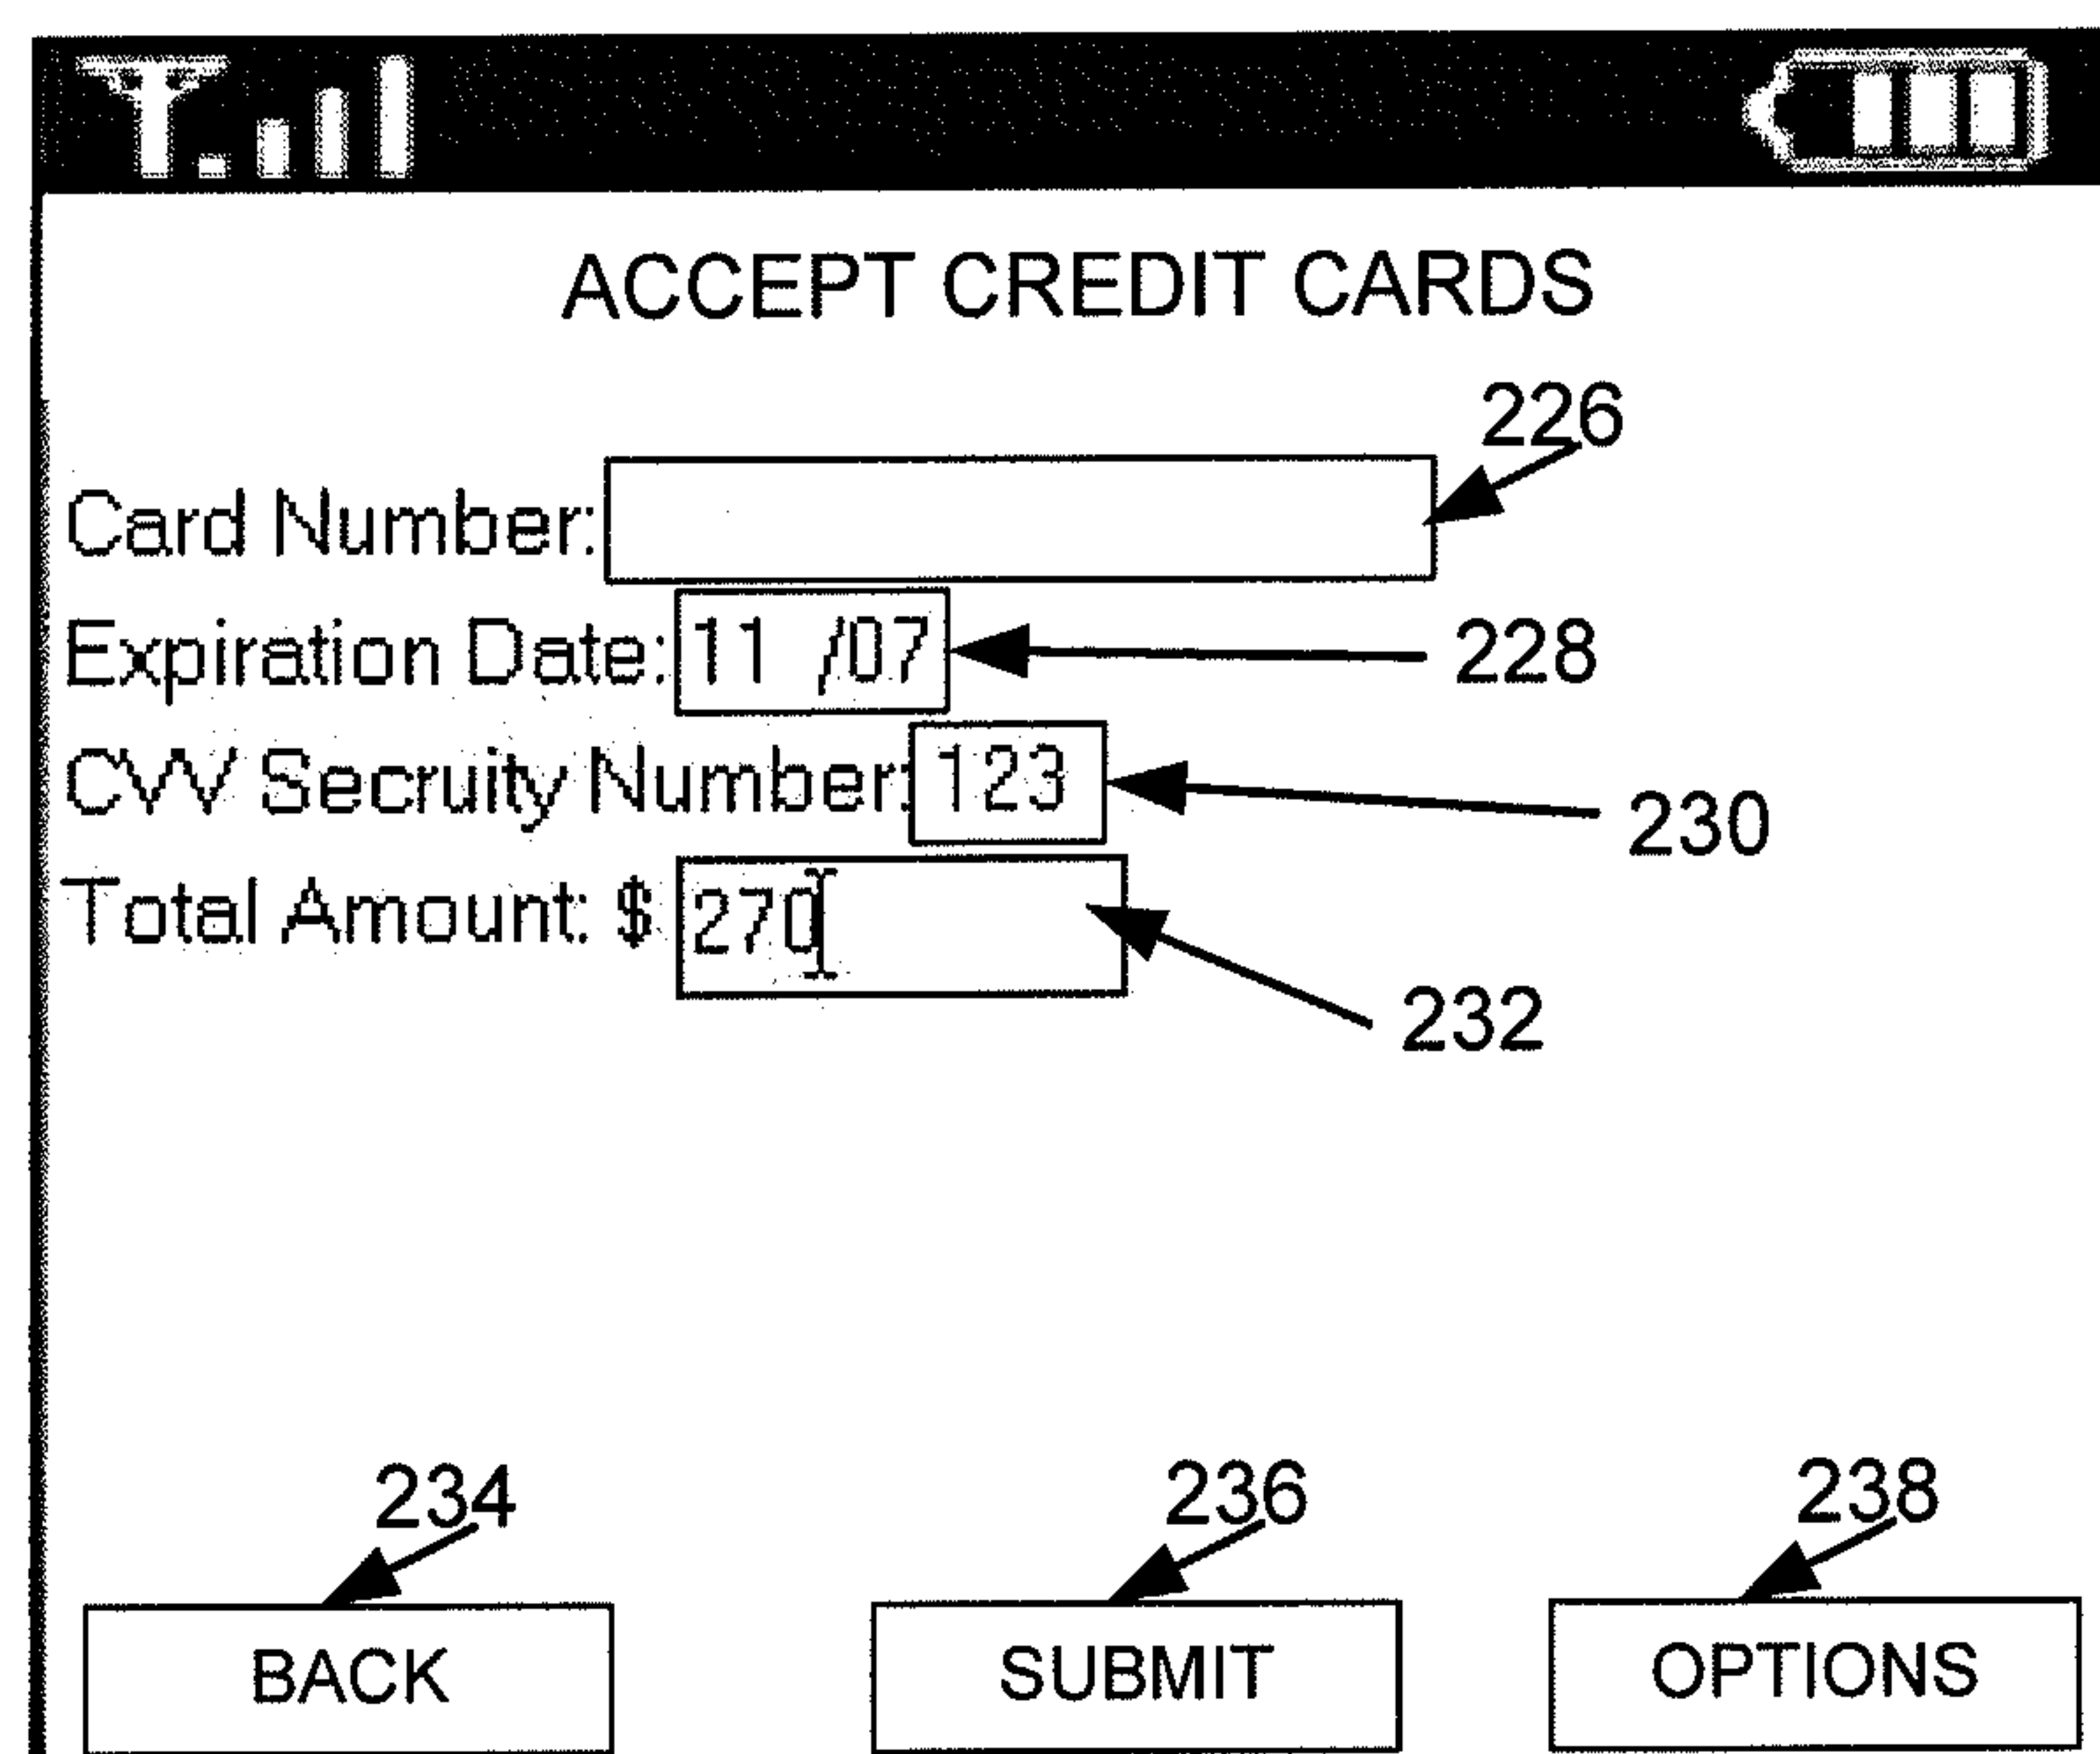 ACCEPT CREDIT CARDS
226
Card Number:
Expiration Date: 11 /07 228
CVV Secruity Number: 123
230
Total Amount: $ 270
232
234 236 238
BACK SUBMIT OPTIONS